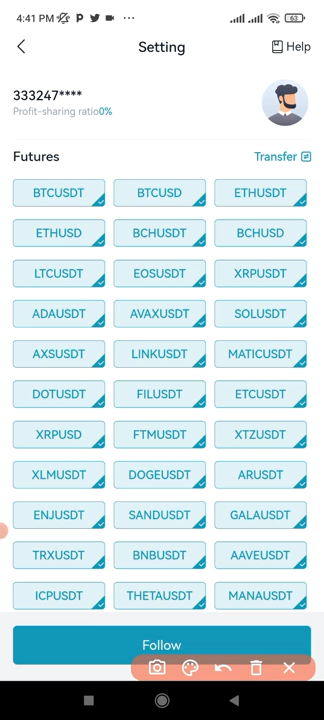 4:41 PM
63
Setting
Help
333247****
Profit-sharing ratio0%
Futures
Transfer
BTCUSDT BTCUSD ETHUSDT
ETHUSD BCHUSDT BCHUSD
LTCUSDT EOSUSDT XRPUSDT
ADAUSDT AVAXUSDT SOLUSDT
AXSUSDT LINKUSDT MATICUSDT
DOTUSDT FILUSDT ETCUSDT
XRPUSD FTMUSDT XTZUSDT
XLMUSDT DOGEUSDT ARUSDT
ENJUSDT SANDUSDT GALAUSDT
TRXUSDT BNBUSDT AAVEUSDT
ICPUSDT THETAUSDT MANAUSDT
Follow